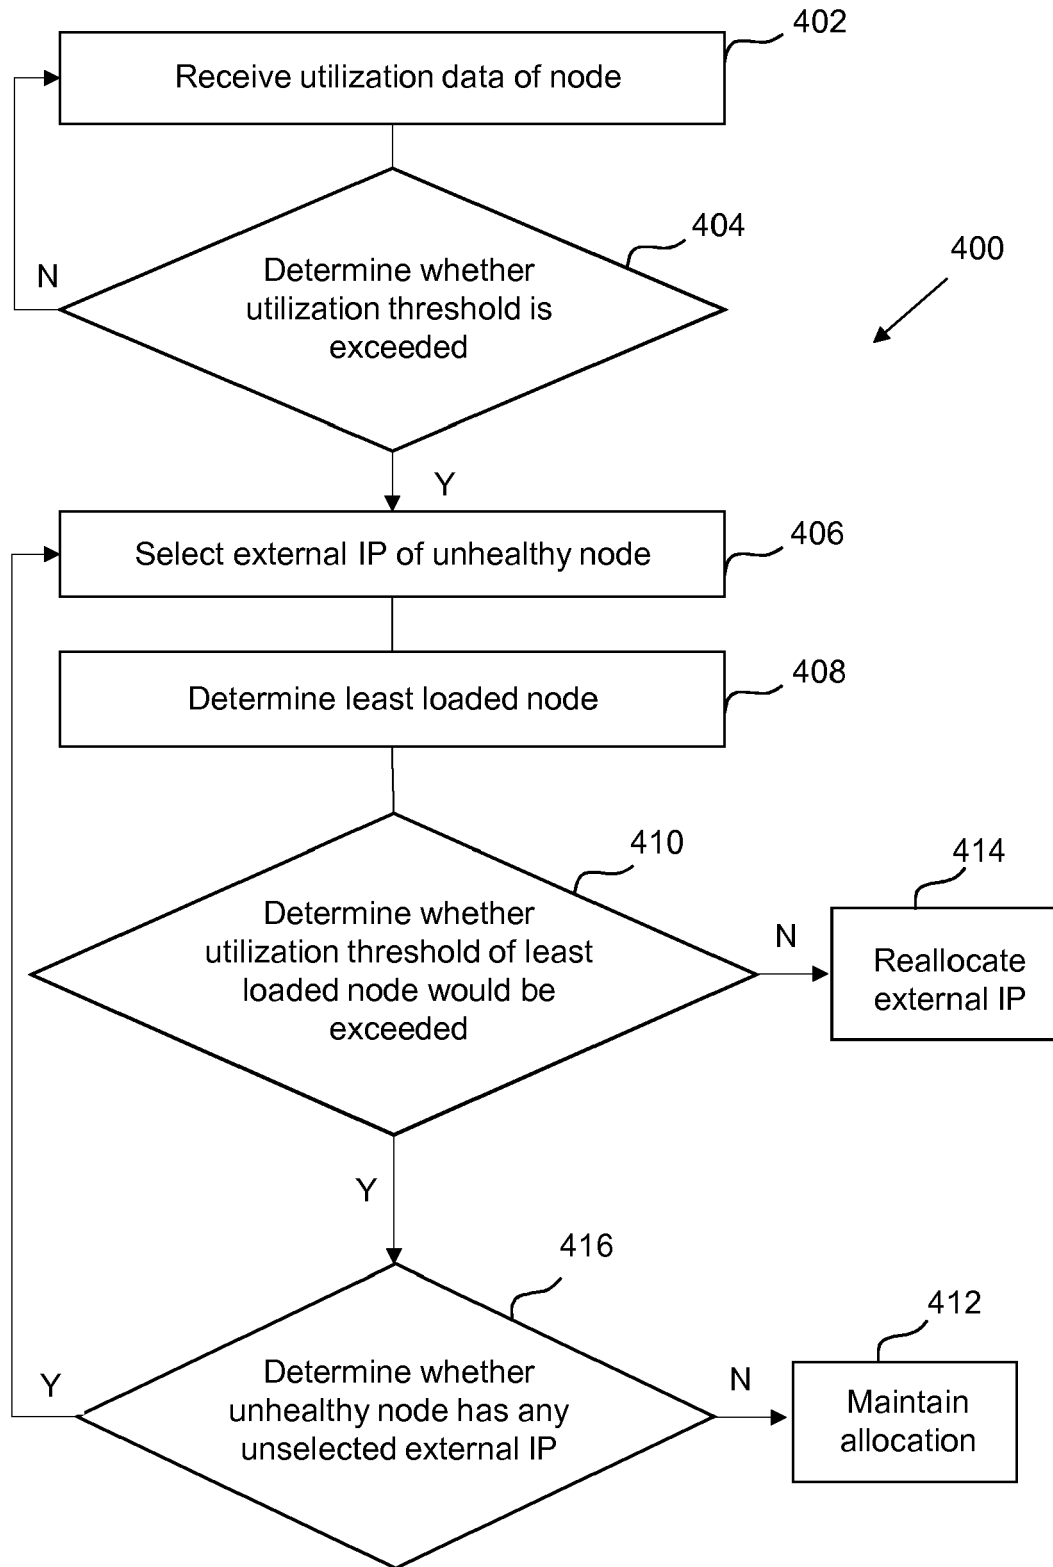 402
Receive utilization data of node
404
400
N
Determine whether
utilization threshold is
exceeded
Y
406
Select external IP of unhealthy node
408
Determine least loaded node
410
414
Determine whether
utilization threshold of least
loaded node would be
exceeded
N
Reallocate
external IP
Y
416
412
Y
Determine whether
unhealthy node has any
unselected external IP
N
Maintain
allocation